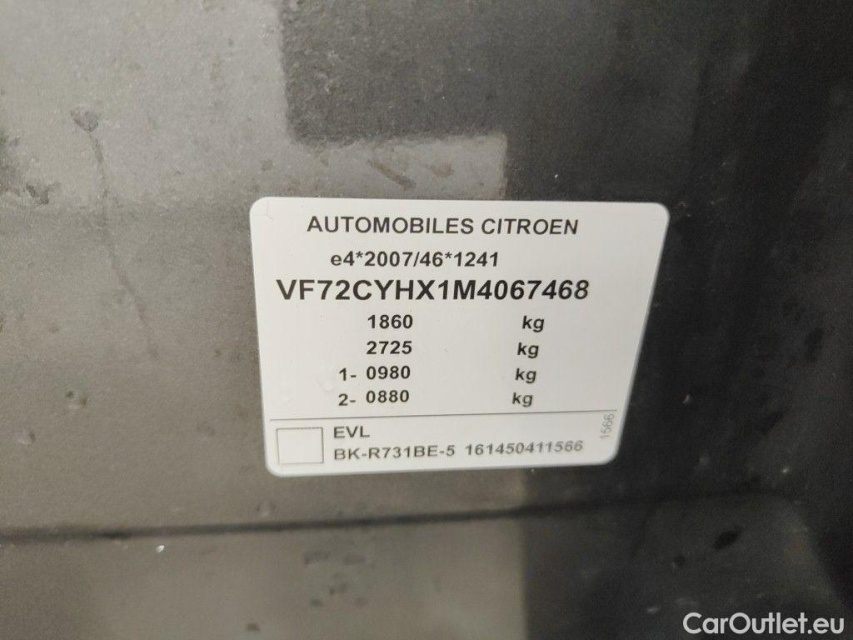 AUTOMOBILES CITROEN
e4*2007/46*1241
VF72CYHX1M4067468
1860 kg
2725 kg
1- 0980 kg
2- 0880 kg
EVL
BK-R731BE-5 161450411566
1566
CarOutlet.eu